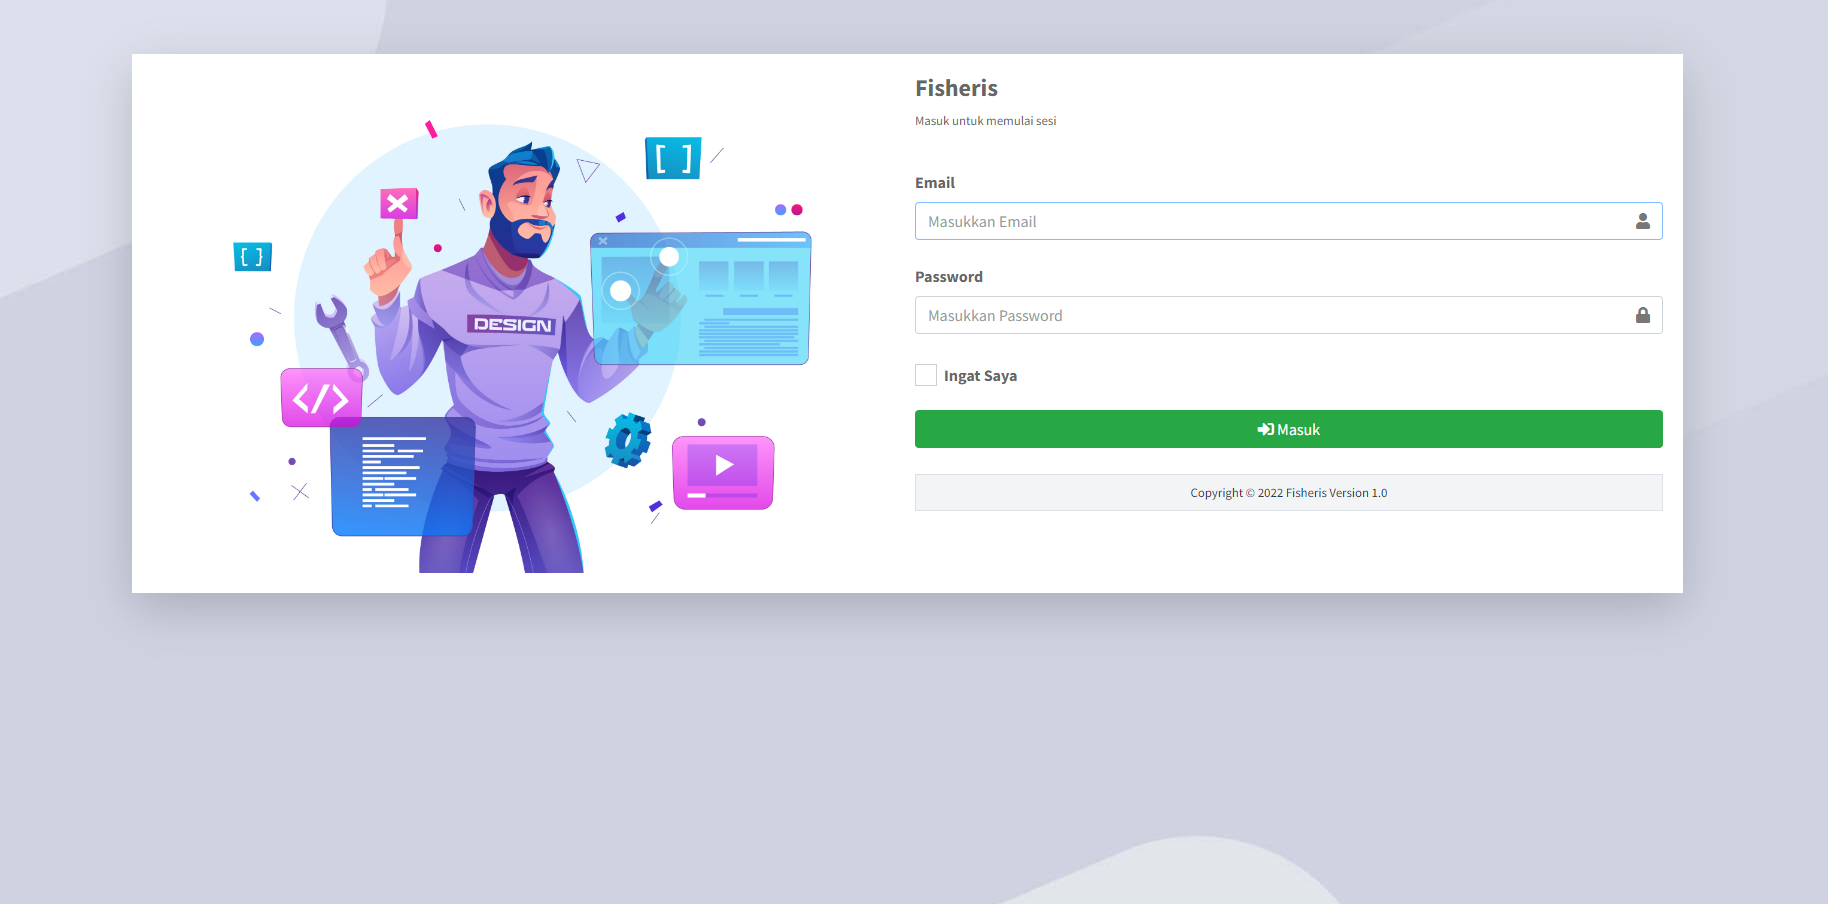 Fisheris
Masuk untuk memulai sesi
Email
Masukkan Email
Password
Masukkan Password
Ingat Saya
Masuk
Copyright © 2022 Fisheris Version 1.0
[ ]
{ }
DESIGN
</>